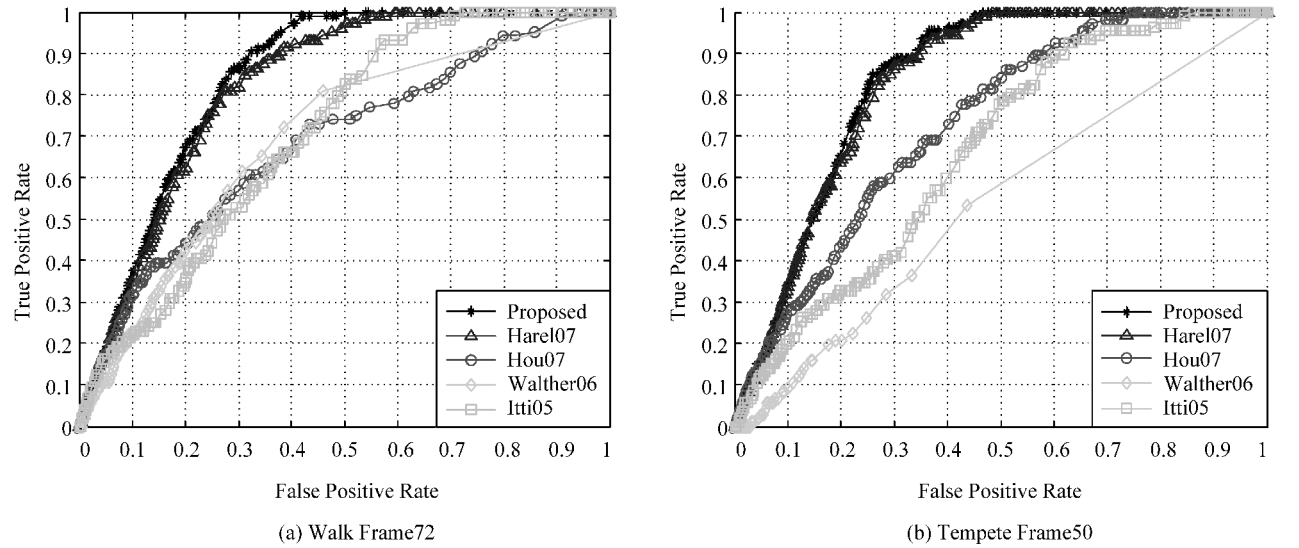 True Positive Rate
1
0.9
0.8
0.7
0.6
0.5
0.4
0.3
0.2
0.1
0
0 0.1 0.2 0.3 0.4 0.5 0.6 0.7 0.8 0.9 1
Proposed
Harel07
Hou07
Walther06
Itti05
False Positive Rate
(a) Walk Frame72
True Positive Rate
1
0.9
0.8
0.7
0.6
0.5
0.4
0.3
0.2
0.1
0
0 0.1 0.2 0.3 0.4 0.5 0.6 0.7 0.8 0.9 1
Proposed
Harel07
Hou07
Walther06
Itti05
False Positive Rate
(b) Tempete Frame50